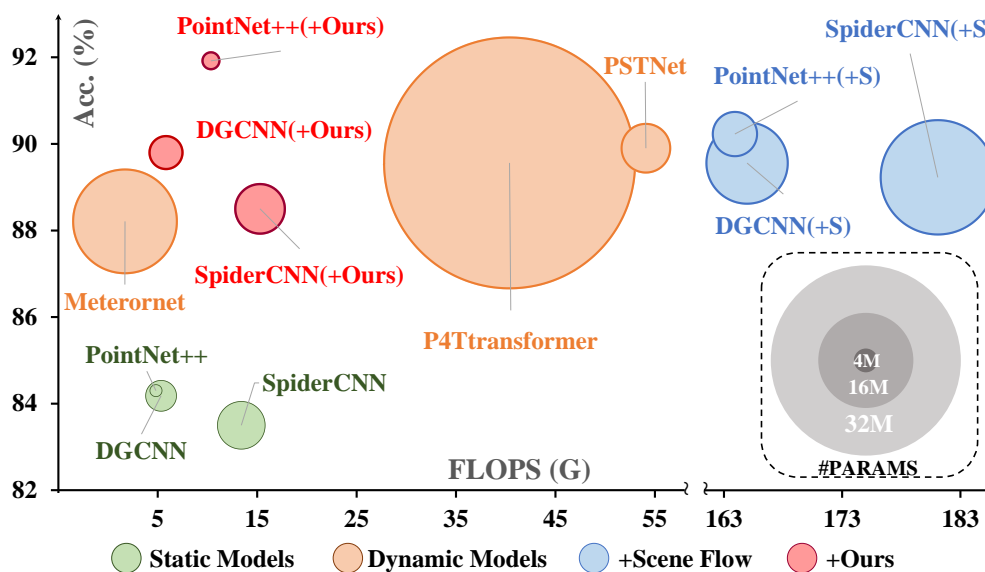 Acc. (%)
92
90
88
86
84
82
PointNet++(+Ours)
DGCNN(+Ours)
SpiderCNN(+Ours)
Meterornet
PSTNet
P4Ttransformer
SpiderCNN(+S
PointNet++(+S)
DGCNN(+S)
PointNet++
DGCNN
SpiderCNN
4M
16M
32M
#PARAMS
FLOPS (G)
5 15 25 35 45 55 163 173 183
Static Models Dynamic Models +Scene Flow +Ours